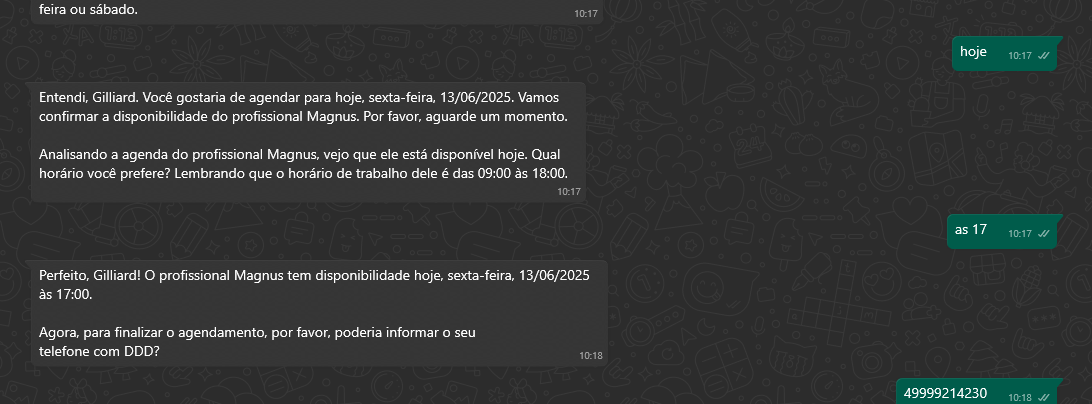 feira ou sábado.
10:17
hoje
10:17
Entendi, Gilliard. Você gostaria de agendar para hoje, sexta-feira, 13/06/2025. Vamos
confirmar a disponibilidade do profissional Magnus. Por favor, aguarde um momento.
Analisando a agenda do profissional Magnus, vejo que ele está disponível hoje. Qual
horário você prefere? Lembrando que o horário de trabalho dele é das 09:00 às 18:00.
10:17
as 17
10:17
Perfeito, Gilliard! O profissional Magnus tem disponibilidade hoje, sexta-feira, 13/06/2025
às 17:00.
Agora, para finalizar o agendamento, por favor, poderia informar o seu
telefone com DDD?
10:18
49999214230
10:18